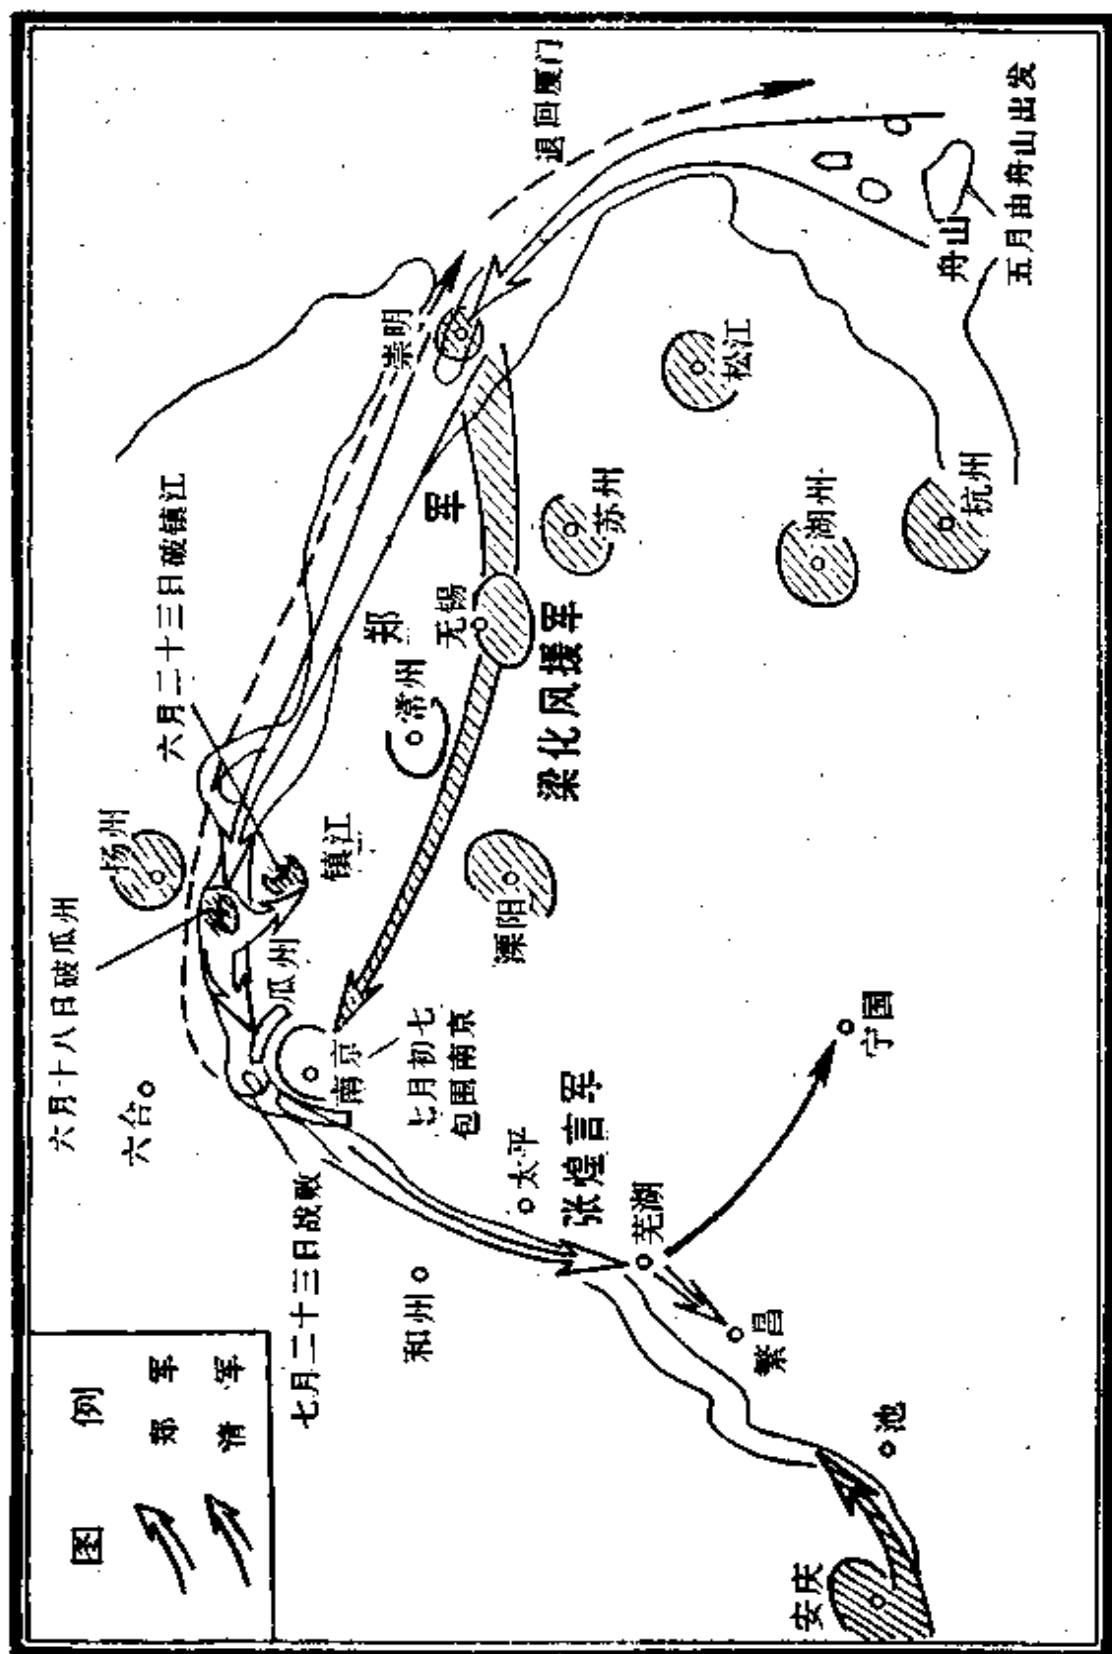 图 例
郑 军
清 军
六月十八日破瓜州
六合
扬州
六月二十三日破镇江
瓜州
镇江
南京
七月初七
包围南京
七月二十三日战败
和州
太平
张煌言军
芜湖
繁昌
宁国
池
安庆
溧阳
常州
无锡
梁化风援军
郑 军
苏州
湖州
杭州
松江
崇明
退回厦门
舟山
五月由舟山出发